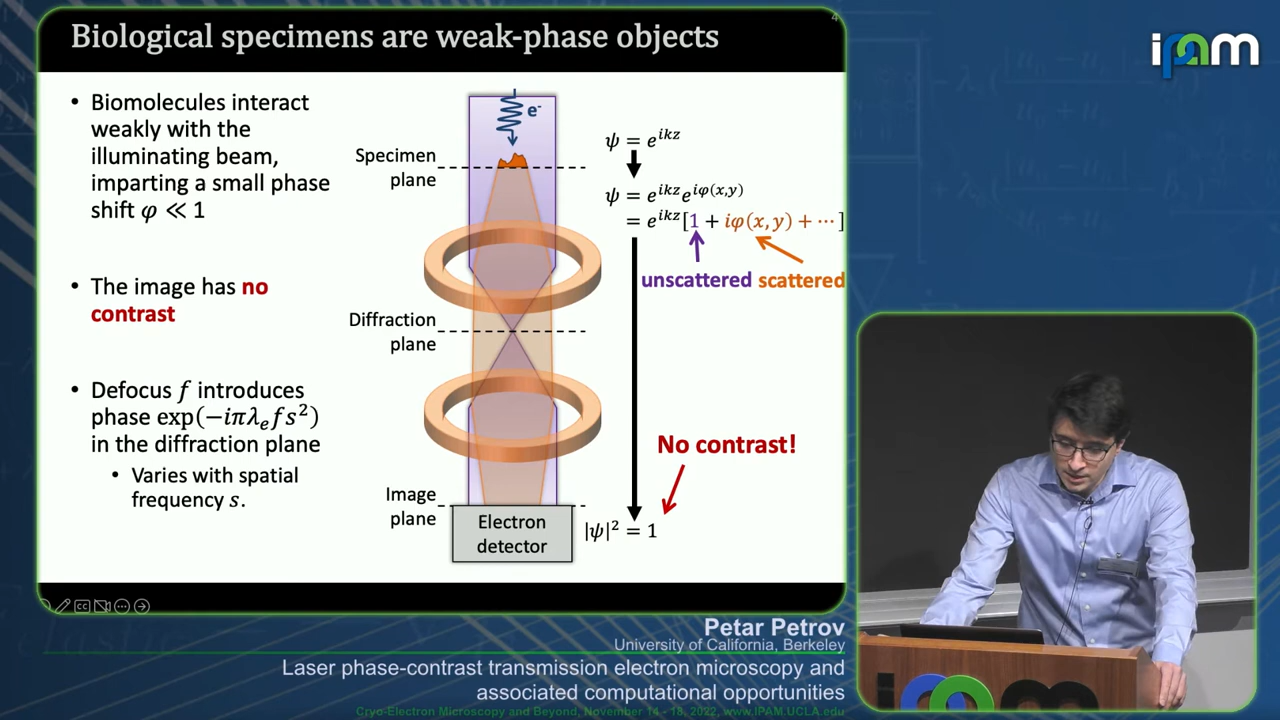 4
Biological specimens are weak-phase objects
ipam
• Biomolecules interact
weakly with the
illuminating beam,
imparting a small phase
shift φ ≪ 1
• The image has no
contrast
• Defocus f introduces
phase exp(−iπλₑfs²)
in the diffraction plane
• Varies with spatial
frequency s.
e⁻
Specimen
plane
Diffraction
plane
Image
plane
Electron
detector
ψ = e^{ikz}
ψ = e^{ikz}e^{iφ(x,y)}
= e^{ikz}[1 + iφ(x, y) + ⋯]
unscattered scattered
No contrast!
|ψ|² = 1
CC
Petar Petrov
University of California, Berkeley
Laser phase-contrast transmission electron microscopy and
associated computational opportunities
Cryo-Electron Microscopy and Beyond, November 14 - 18, 2022, www.IPAM.UCLA.edu